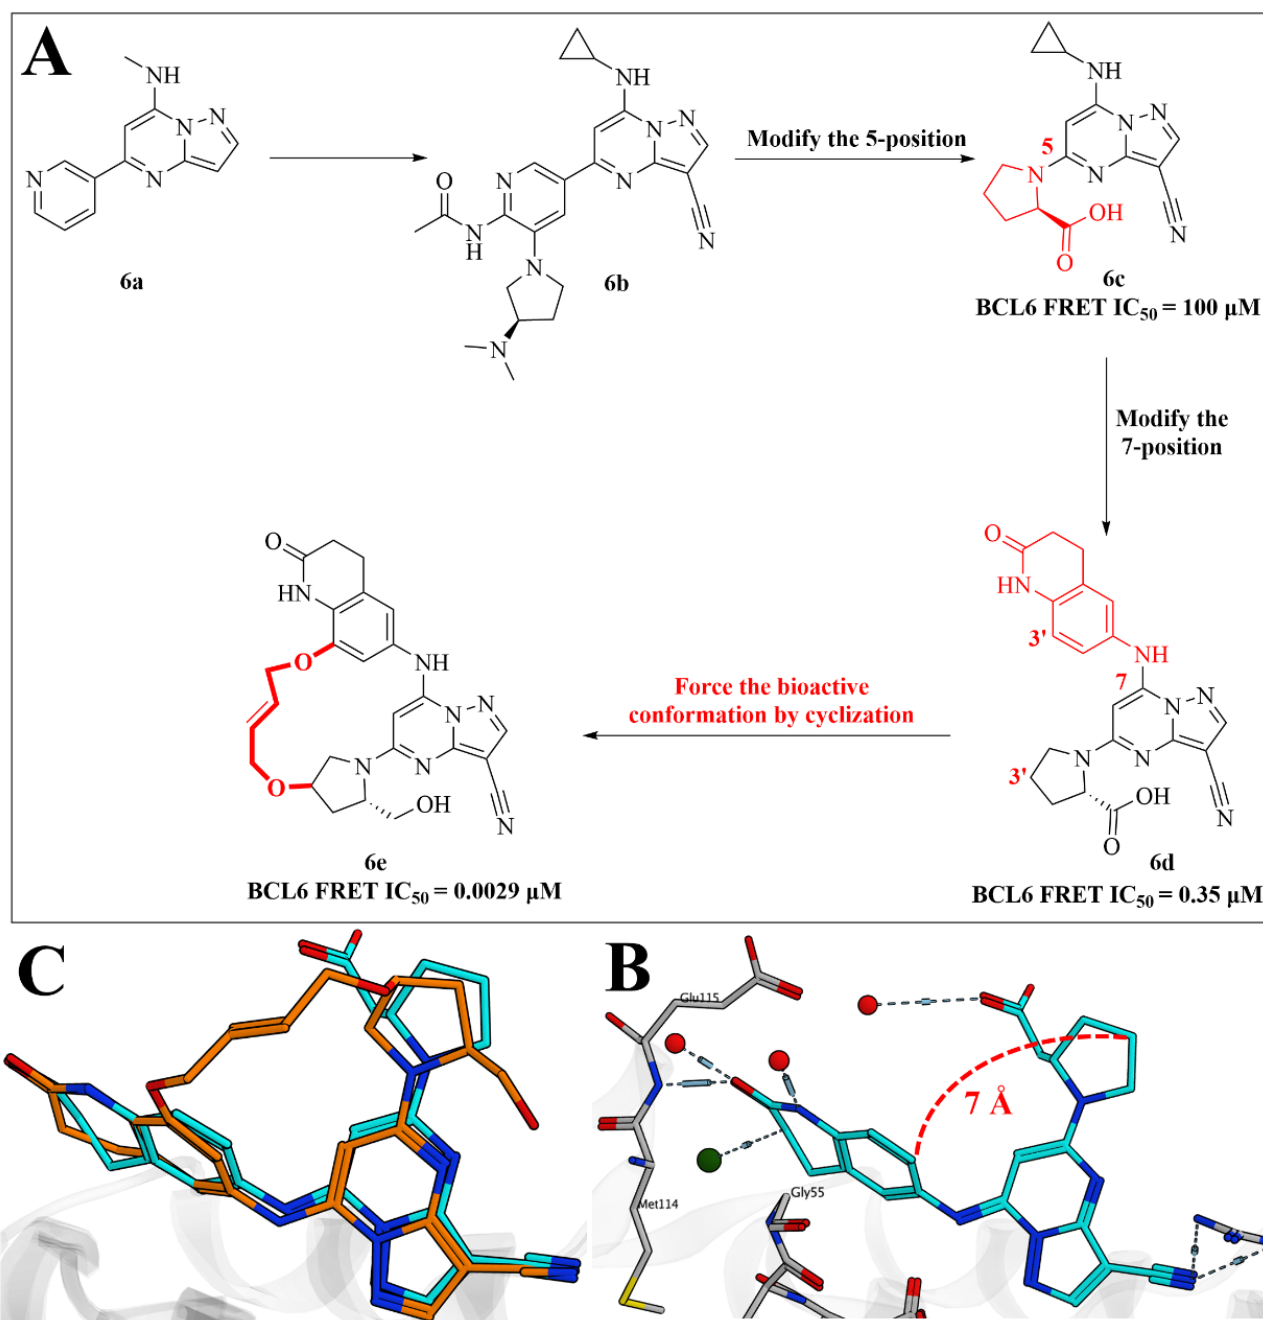 A
NH
N
N
N
N
6a
NH
N
N
N
N
O
N
H
N
N
N
6b
Modify the 5-position
NH
N
N
5
N
N
OH
O
N
6c
BCL6 FRET IC50 = 100 μM
Modify the
7-position
O
HN
3'
NH
7
N
N
N
N
3'
OH
O
N
6d
BCL6 FRET IC50 = 0.35 μM
Force the bioactive
conformation by cyclization
O
HN
O
NH
N
N
N
N
O
OH
N
6e
BCL6 FRET IC50 = 0.0029 μM
C
B
Glu115
7 Å
Gly55
Met114